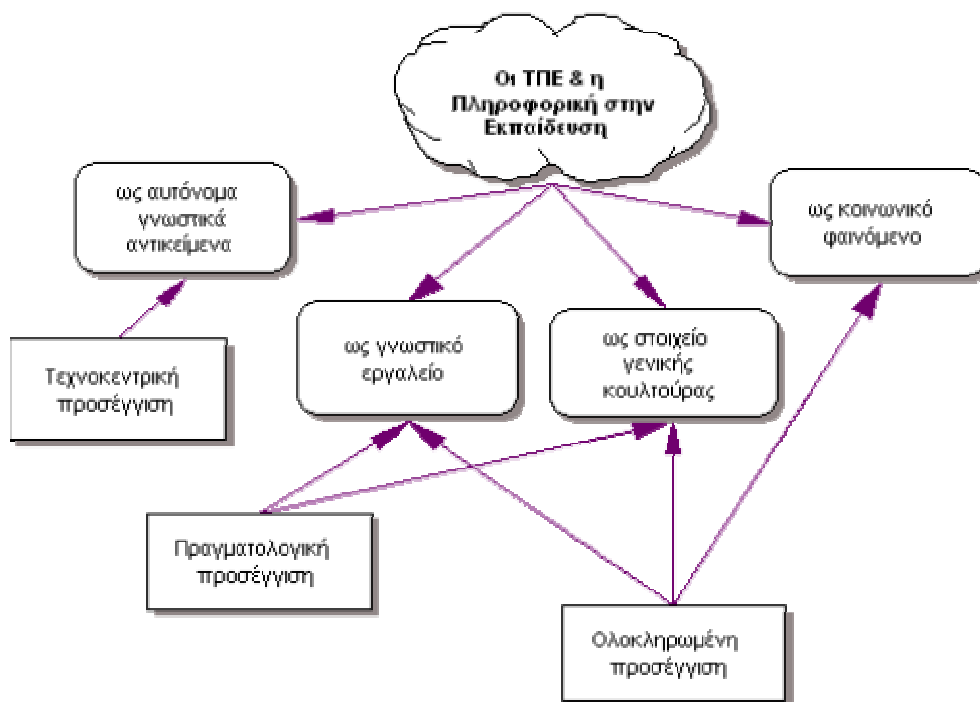 Οι ΤΠΕ & η
Πληροφορική στην
Εκπαίδευση
ως αυτόνομα
γνωστικά
αντικείμενα
ως κοινωνικό
φαινόμενο
ως γνωστικό
εργαλείο
ως στοιχείο
γενικής
κουλτούρας
Τεχνοκεντρική
προσέγγιση
Πραγματολογική
προσέγγιση
Ολοκληρωμένη
προσέγγιση